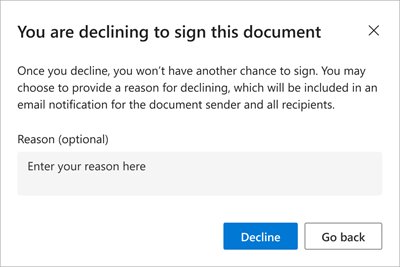 You are declining to sign this document
Once you decline, you won't have another chance to sign. You may
choose to provide a reason for declining, which will be included in an
email notification for the document sender and all recipients.
Reason (optional)
Enter your reason here
Decline
Go back